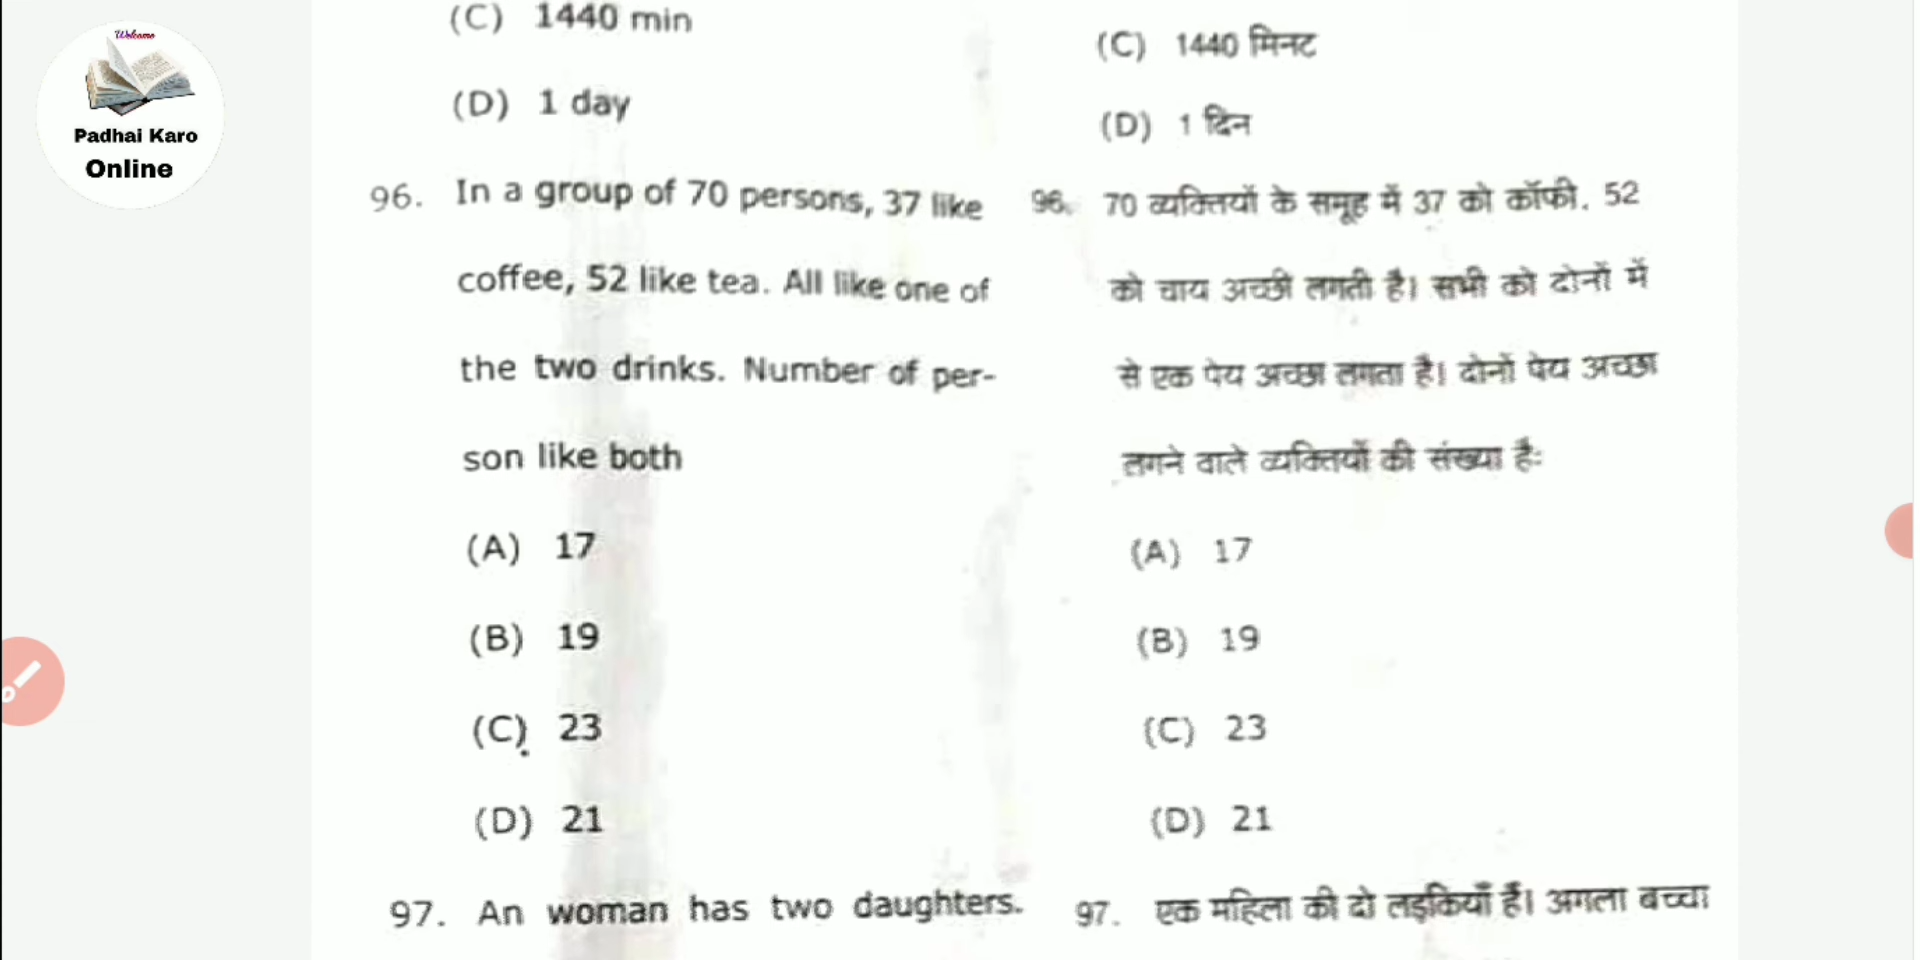 Welcome
Padhai Karo
Online
(C) 1440 min
(D) 1 day
96. In a group of 70 persons, 37 like
coffee, 52 like tea. All like one of
the two drinks. Number of per-
son like both
(A) 17
(B) 19
(C) 23
(D) 21
97. An woman has two daughters.
(C) 1440 मिनट
(D) 1 दिन
96. 70 व्यक्तियों के समूह में 37 को कॉफी. 52
को चाय अच्छी लगती है। सभी को दोनों में
से एक पेय अच्छा लगता है। दोनों पेय अच्छा
लगने वाले व्यक्तियों की संख्या हैः
(A) 17
(B) 19
(C) 23
(D) 21
97. एक महिला की दो लड़कियाँ हैं। अगला बच्चा